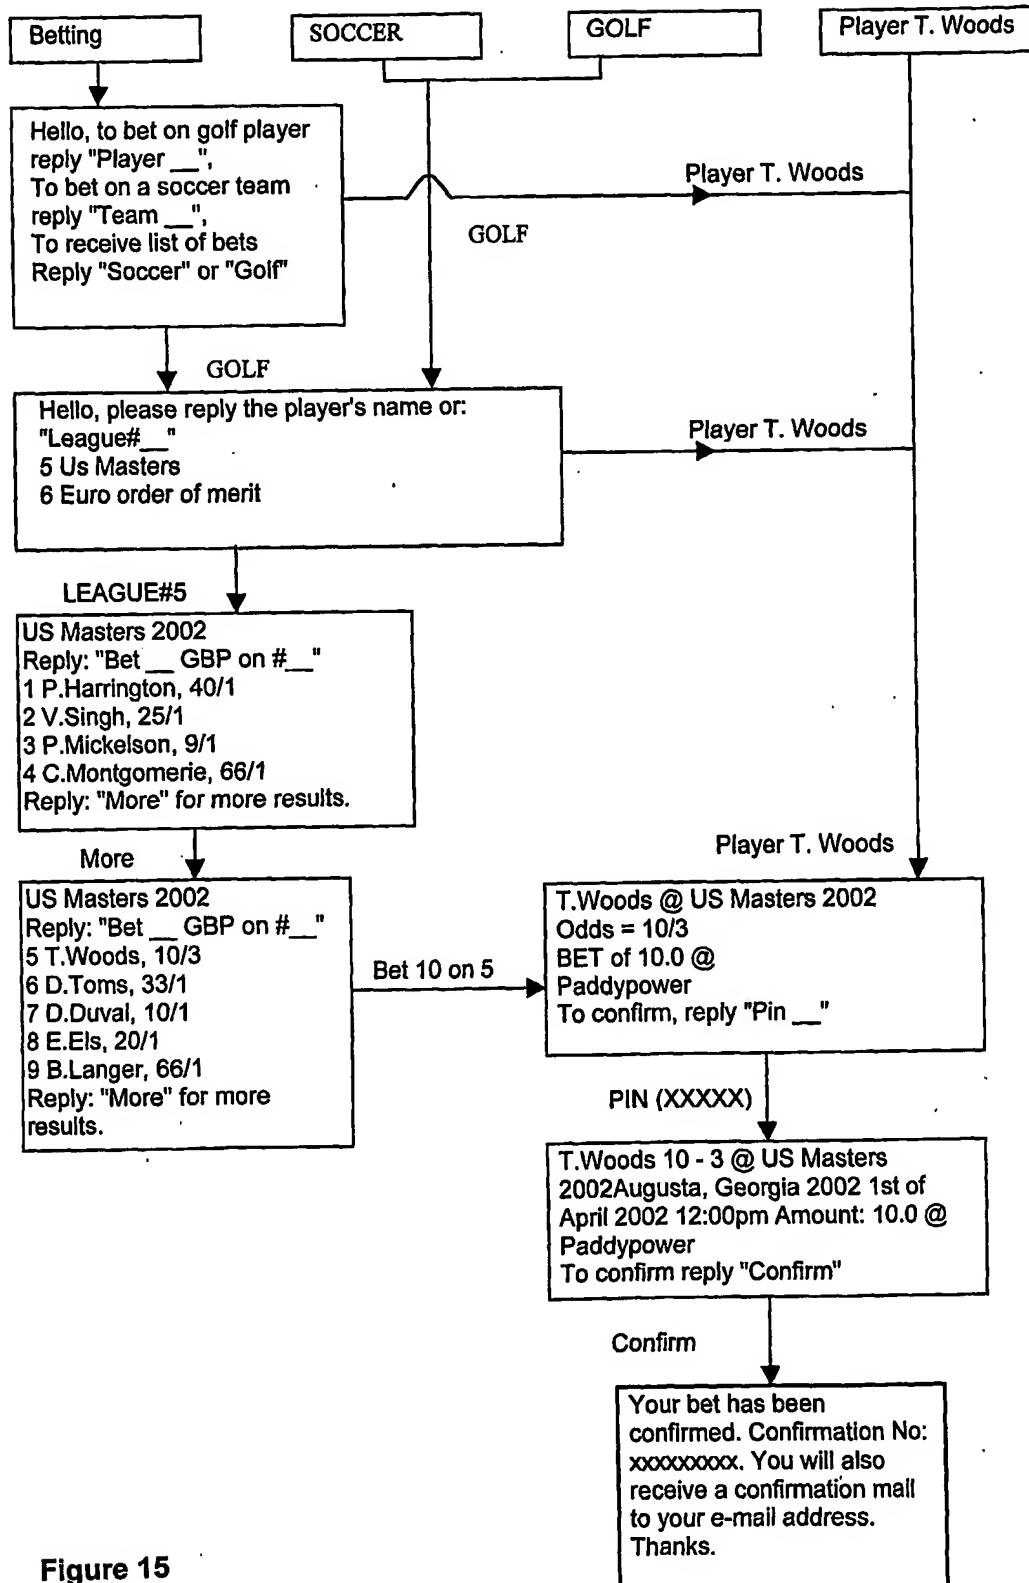 Betting
SOCCER
GOLF
Player T. Woods
Hello, to bet on golf player
reply "Player __",
To bet on a soccer team
reply "Team __",
To receive list of bets
Reply "Soccer" or "Golf"
Player T. Woods
GOLF
GOLF
Hello, please reply the player's name or:
"League#__"
5 Us Masters
6 Euro order of merit
Player T. Woods
LEAGUE#5
US Masters 2002
Reply: "Bet __ GBP on #__"
1 P.Harrington, 40/1
2 V.Singh, 25/1
3 P.Mickelson, 9/1
4 C.Montgomerie, 66/1
Reply: "More" for more results.
More
Player T. Woods
US Masters 2002
Reply: "Bet __ GBP on #__"
5 T.Woods, 10/3
6 D.Toms, 33/1
7 D.Duval, 10/1
8 E.Els, 20/1
9 B.Langer, 66/1
Reply: "More" for more
results.
Bet 10 on 5
T.Woods @ US Masters 2002
Odds = 10/3
BET of 10.0 @
Paddypower
To confirm, reply "Pin __"
PIN (XXXXX)
T.Woods 10 - 3 @ US Masters
2002Augusta, Georgia 2002 1st of
April 2002 12:00pm Amount: 10.0 @
Paddypower
To confirm reply "Confirm"
Confirm
Your bet has been
confirmed. Confirmation No:
xxxxxxxxx. You will also
receive a confirmation mail
to your e-mail address.
Thanks.
Figure 15